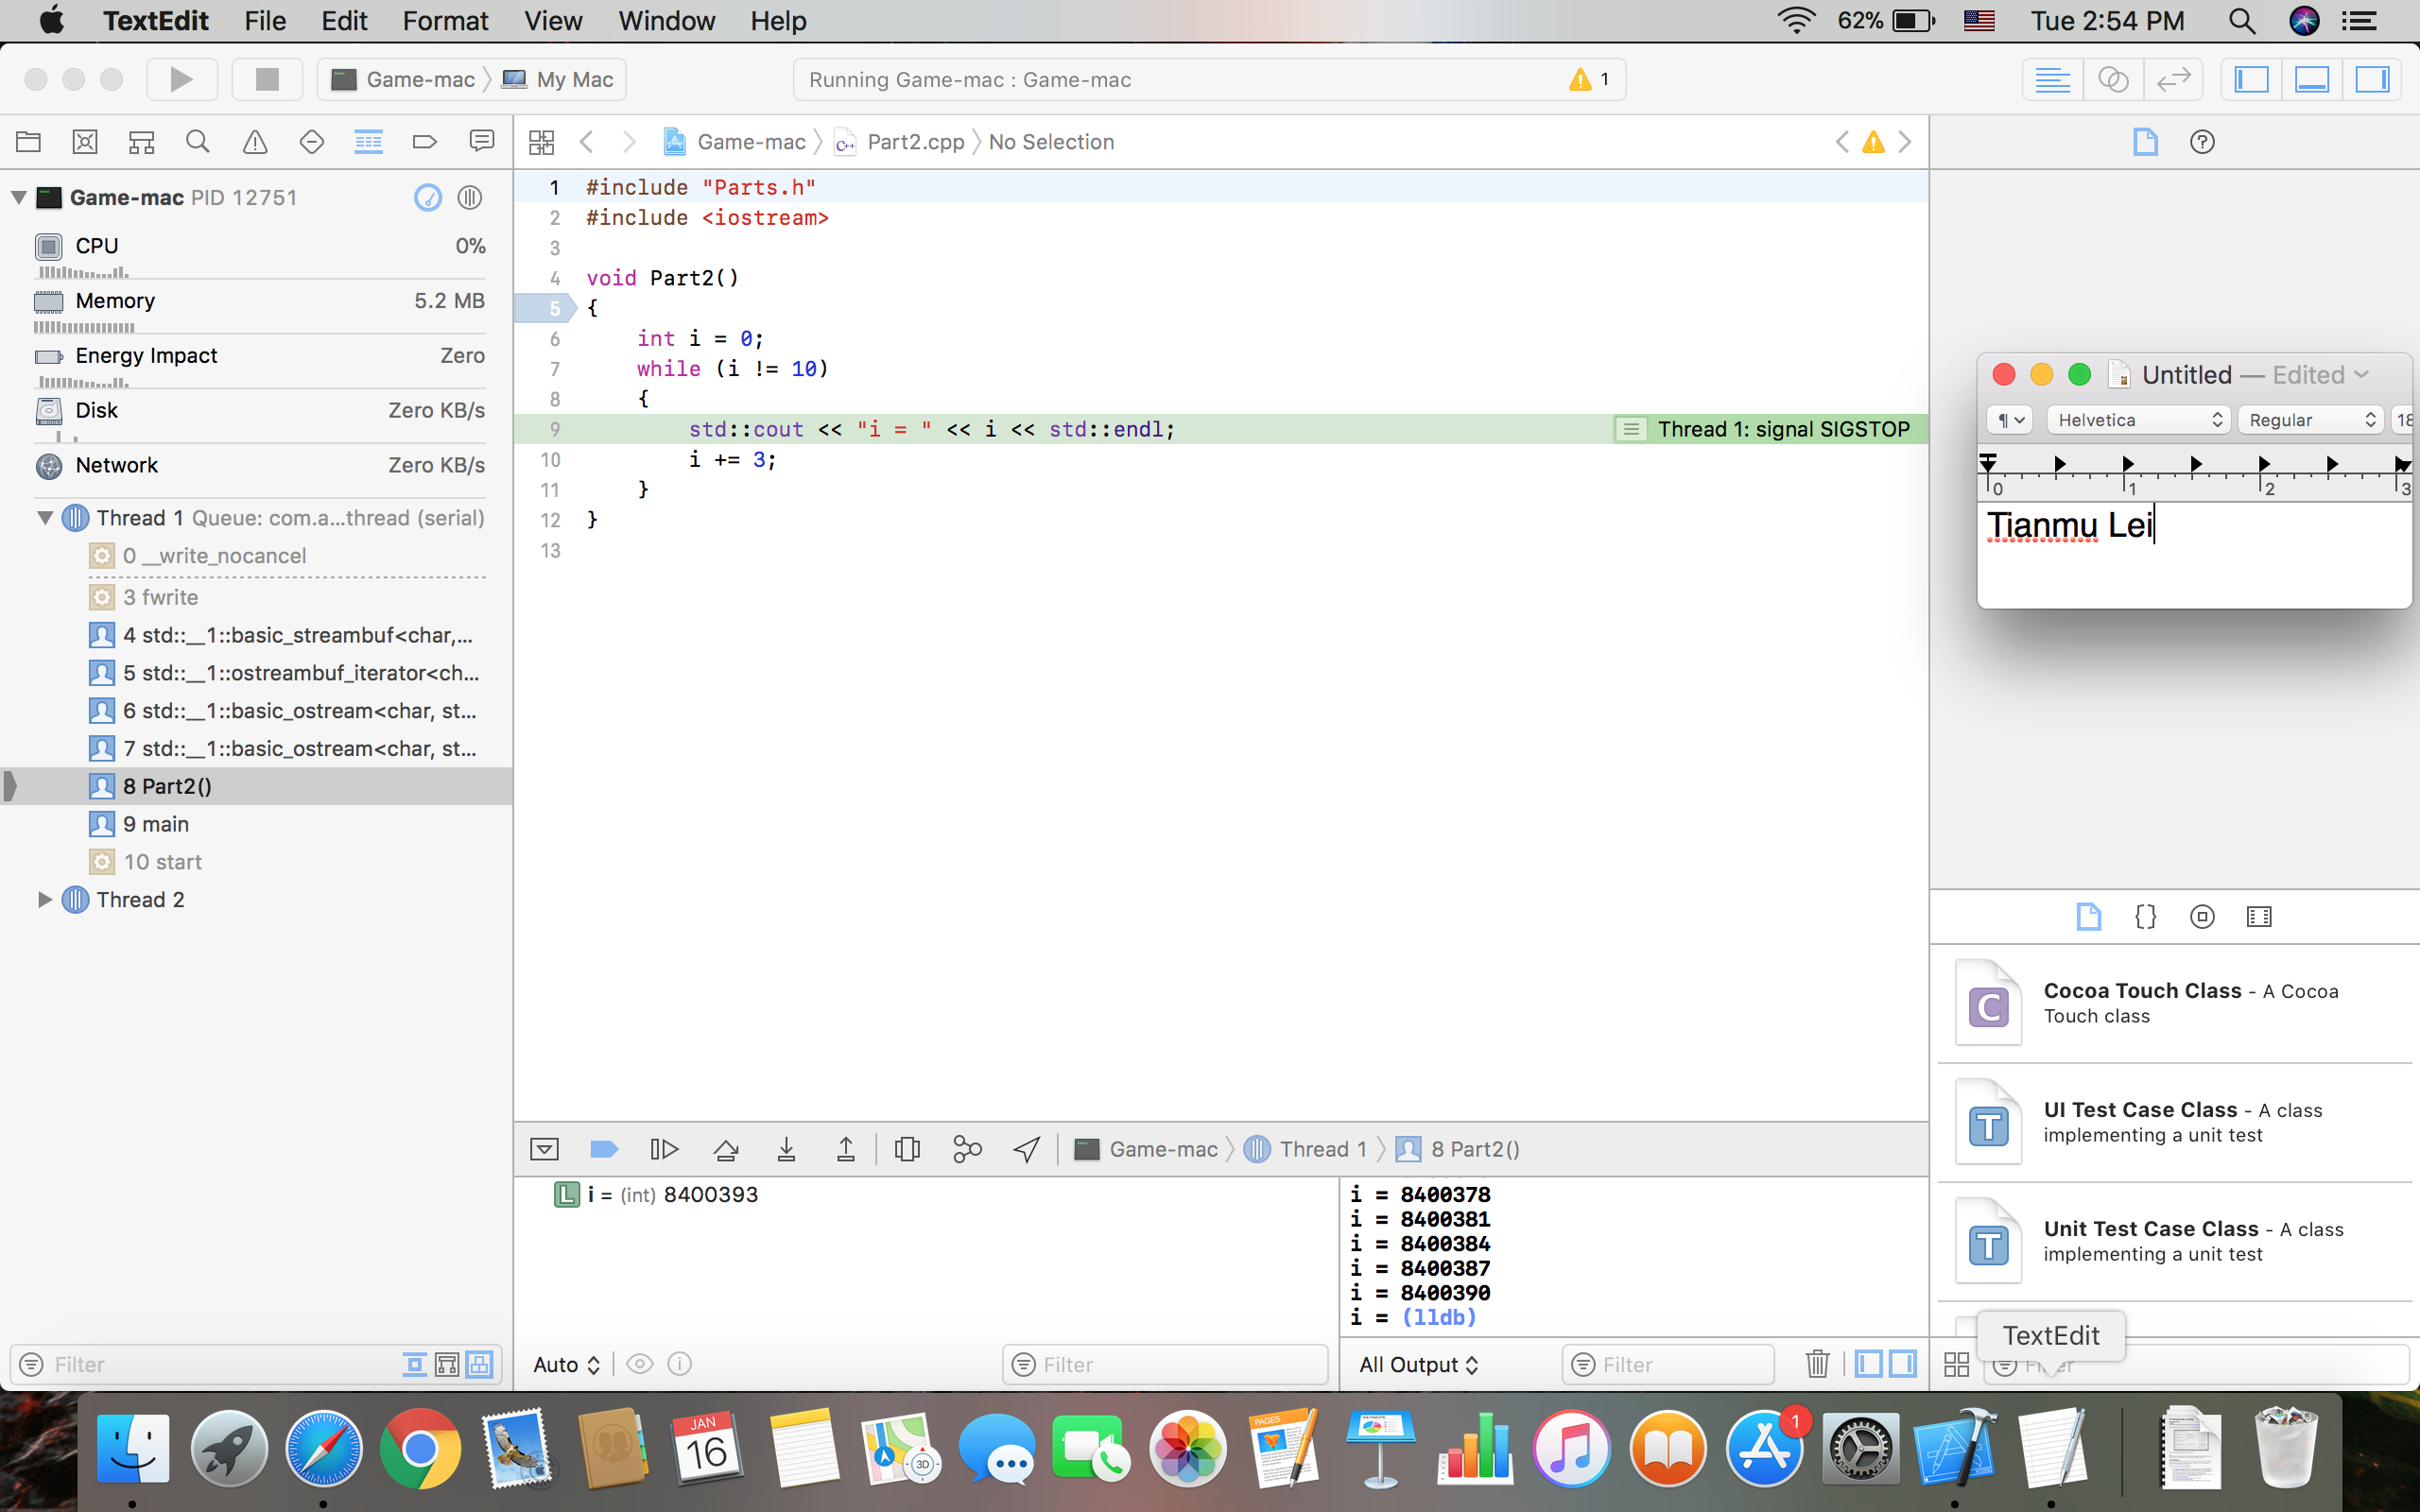 TextEdit File Edit Format View Window Help 62% Tue 2:54 PM
Game-mac My Mac Running Game-mac : Game-mac 1
Game-mac Part2.cpp No Selection
Game-mac PID 12751
CPU 0%
Memory 5.2 MB
Energy Impact Zero
Disk Zero KB/s
Network Zero KB/s
Thread 1 Queue: com.a...thread (serial)
0 __write_nocancel
3 fwrite
4 std::__1::basic_streambuf<char,...
5 std::__1::ostreambuf_iterator<ch...
6 std::__1::basic_ostream<char, st...
7 std::__1::basic_ostream<char, st...
8 Part2()
9 main
10 start
Thread 2
Filter
1 #include "Parts.h"
2 #include <iostream>
3
4 void Part2()
5 {
6 int i = 0;
7 while (i != 10)
8 {
9 std::cout << "i = " << i << std::endl; Thread 1: signal SIGSTOP
10 i += 3;
11 }
12 }
13
Game-mac Thread 1 8 Part2()
L i = (int) 8400393
Auto Filter
i = 8400378
i = 8400381
i = 8400384
i = 8400387
i = 8400390
i = (lldb)
All Output Filter
Untitled — Edited
Helvetica Regular 18
0 1 2 3
Tianmu Lei
Cocoa Touch Class - A Cocoa
Touch class
UI Test Case Class - A class
implementing a unit test
Unit Test Case Class - A class
implementing a unit test
TextEdit
JAN
16
3D
PAGES
KEYNOTE
1